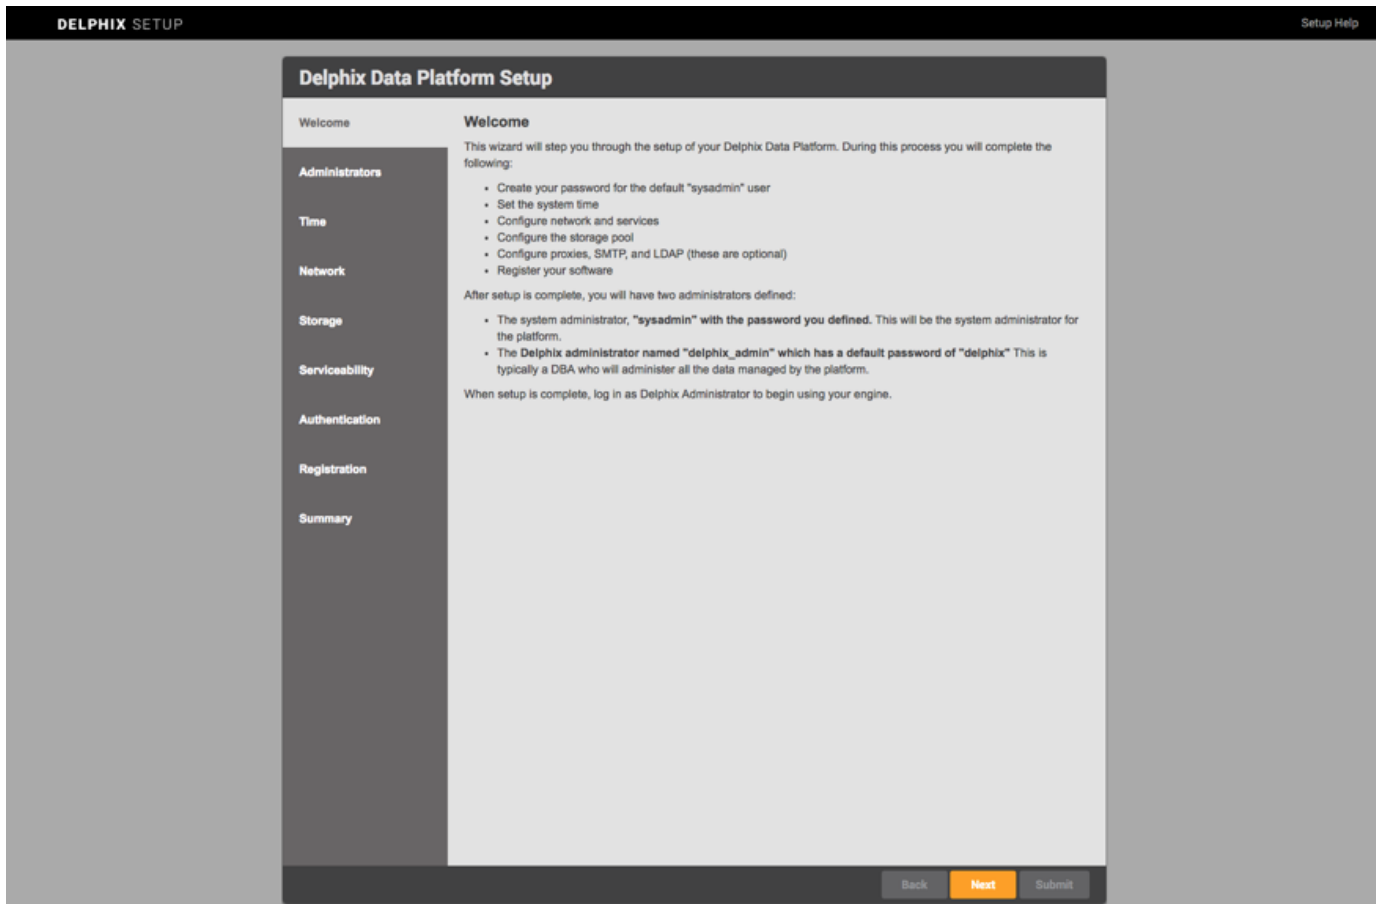 DELPHIX SETUP
Setup Help
Delphix Data Platform Setup
Welcome
Administrators
Time
Network
Storage
Serviceability
Authentication
Registration
Summary
Welcome
This wizard will step you through the setup of your Delphix Data Platform. During this process you will complete the
following:
• Create your password for the default "sysadmin" user
• Set the system time
• Configure network and services
• Configure the storage pool
• Configure proxies, SMTP, and LDAP (these are optional)
• Register your software
After setup is complete, you will have two administrators defined:
• The system administrator, "sysadmin" with the password you defined. This will be the system administrator for
the platform.
• The Delphix administrator named "delphix_admin" which has a default password of "delphix" This is
typically a DBA who will administer all the data managed by the platform.
When setup is complete, log in as Delphix Administrator to begin using your engine.
Back
Next
Submit